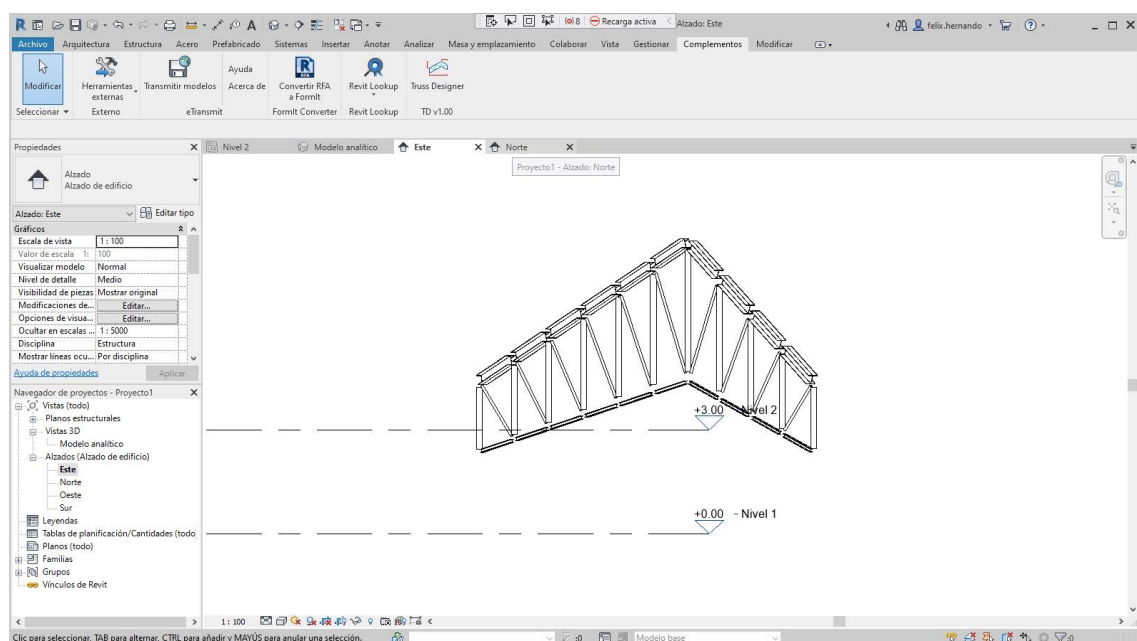 Recarga activa
Alzado: Este
felix.hernando
Archivo Arquitectura Estructura Acero Prefabricado Sistemas Insertar Anotar Analizar Masa y emplazamiento Colaborar Vista Gestionar Complementos Modificar
Modificar Herramientas externas Transmitir modelos Ayuda Acerca de Convertir RFA a FormIt Revit Lookup Truss Designer
Seleccionar Externo eTransmit FormIt Converter Revit Lookup TD v1.00
Propiedades
Nivel 2 Modelo analítico Este Norte
Proyecto1 - Alzado: Norte
Alzado
Alzado de edificio
Alzado: Este Editar tipo
Gráficos
Escala de vista 1 : 100
Valor de escala 1: 100
Visualizar modelo Normal
Nivel de detalle Medio
Visibilidad de piezas Mostrar original
Modificaciones de... Editar...
Opciones de visua... Editar...
Ocultar en escalas ... 1 : 5000
Disciplina Estructura
Mostrar líneas ocu... Por disciplina
Ayuda de propiedades Aplicar
Navegador de proyectos - Proyecto1
Vistas (todo)
Planos estructurales
Vistas 3D
Modelo analítico
Alzados (Alzado de edificio)
Este
Norte
Oeste
Sur
Leyendas
Tablas de planificación/Cantidades (todo
Planos (todo)
Familias
Grupos
Vínculos de Revit
+3.00 Nivel 2
+0.00 - Nivel 1
1 : 100
Clic para seleccionar, TAB para alternar, CTRL para añadir y MAYÚS para anular una selección.
:0 Modelo base